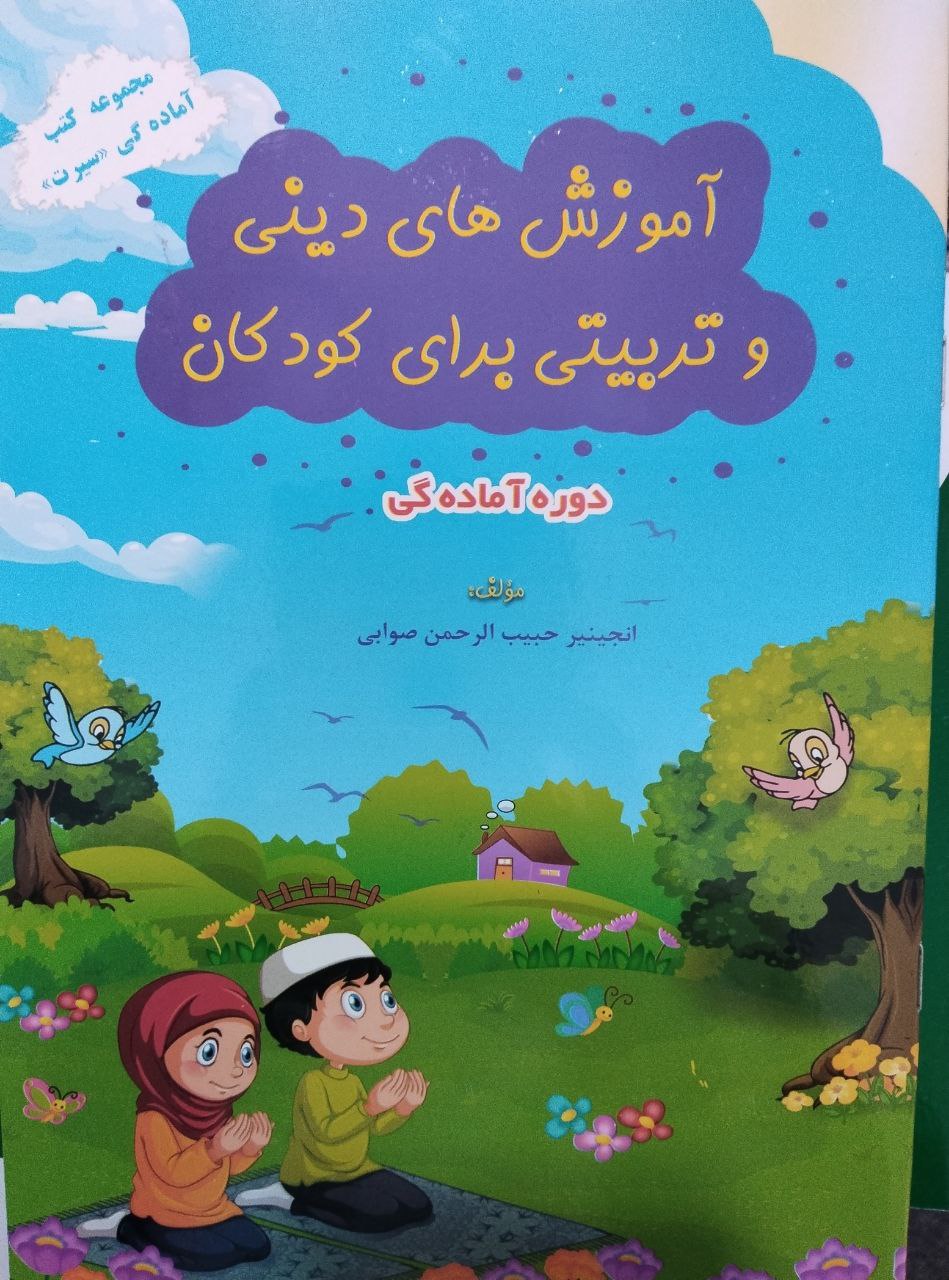 مجموعه کتب
آماده گی «سیرت»
آموزش های دینی
و تربیتی برای کودکان
دوره آماده‌گی
مؤلف:
انجینیر حبیب الرحمن صوابی